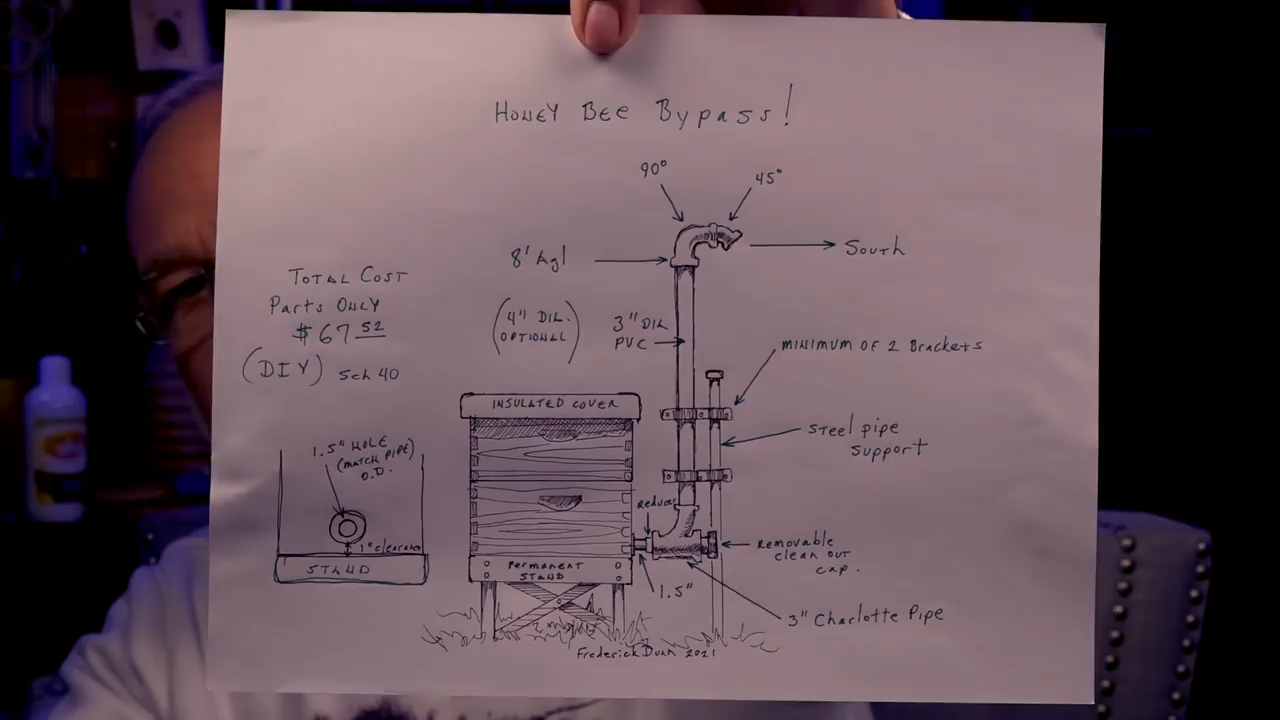 Honey Bee Bypass!
90°
45°
8' Agl
South
Total Cost
Parts Only
$67.52
(DIY) Sch 40
(4" DIA.
OPTIONAL)
3" DIA
PVC
MINIMUM OF 2 Brackets
INSULATED COVER
Steel pipe
support
1.5" HOLE
(MATCH PIPE)
O.D.
Reducer
1" clearance
STAND
Removable
clean out
cap.
Permanent
STAND
1.5"
3" Charlotte Pipe
Frederick Dunn 2021